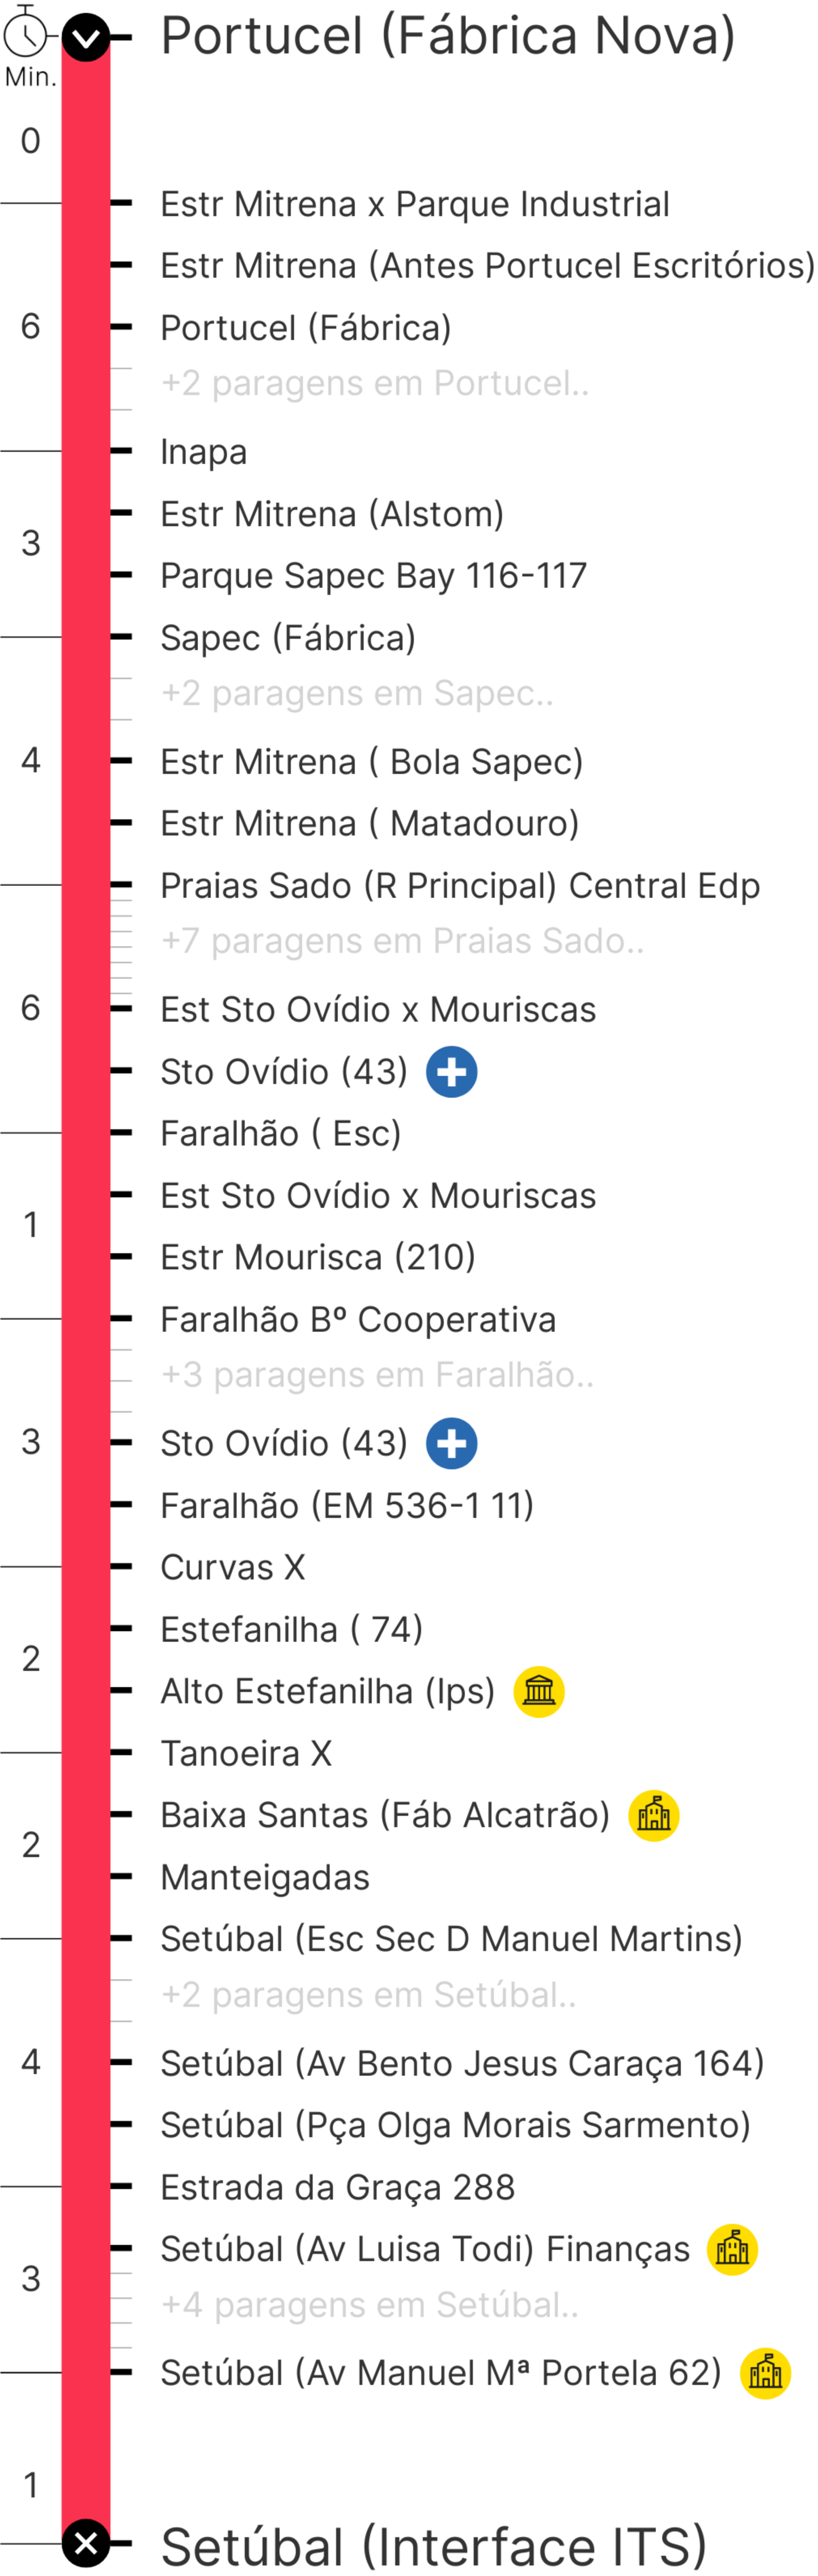 Portucel (Fábrica Nova)
Min.
0
Estr Mitrena x Parque Industrial
Estr Mitrena (Antes Portucel Escritórios)
6
Portucel (Fábrica)
+2 paragens em Portucel..
Inapa
Estr Mitrena (Alstom)
3
Parque Sapec Bay 116-117
Sapec (Fábrica)
+2 paragens em Sapec..
4
Estr Mitrena ( Bola Sapec)
Estr Mitrena ( Matadouro)
Praias Sado (R Principal) Central Edp
+7 paragens em Praias Sado..
6
Est Sto Ovídio x Mouriscas
Sto Ovídio (43)
Faralhão ( Esc)
Est Sto Ovídio x Mouriscas
1
Estr Mourisca (210)
Faralhão Bº Cooperativa
+3 paragens em Faralhão..
3
Sto Ovídio (43)
Faralhão (EM 536-1 11)
Curvas X
Estefanilha ( 74)
2
Alto Estefanilha (Ips)
Tanoeira X
Baixa Santas (Fáb Alcatrão)
2
Manteigadas
Setúbal (Esc Sec D Manuel Martins)
+2 paragens em Setúbal..
4
Setúbal (Av Bento Jesus Caraça 164)
Setúbal (Pça Olga Morais Sarmento)
Estrada da Graça 288
Setúbal (Av Luisa Todi) Finanças
3
+4 paragens em Setúbal..
Setúbal (Av Manuel Mª Portela 62)
1
Setúbal (Interface ITS)